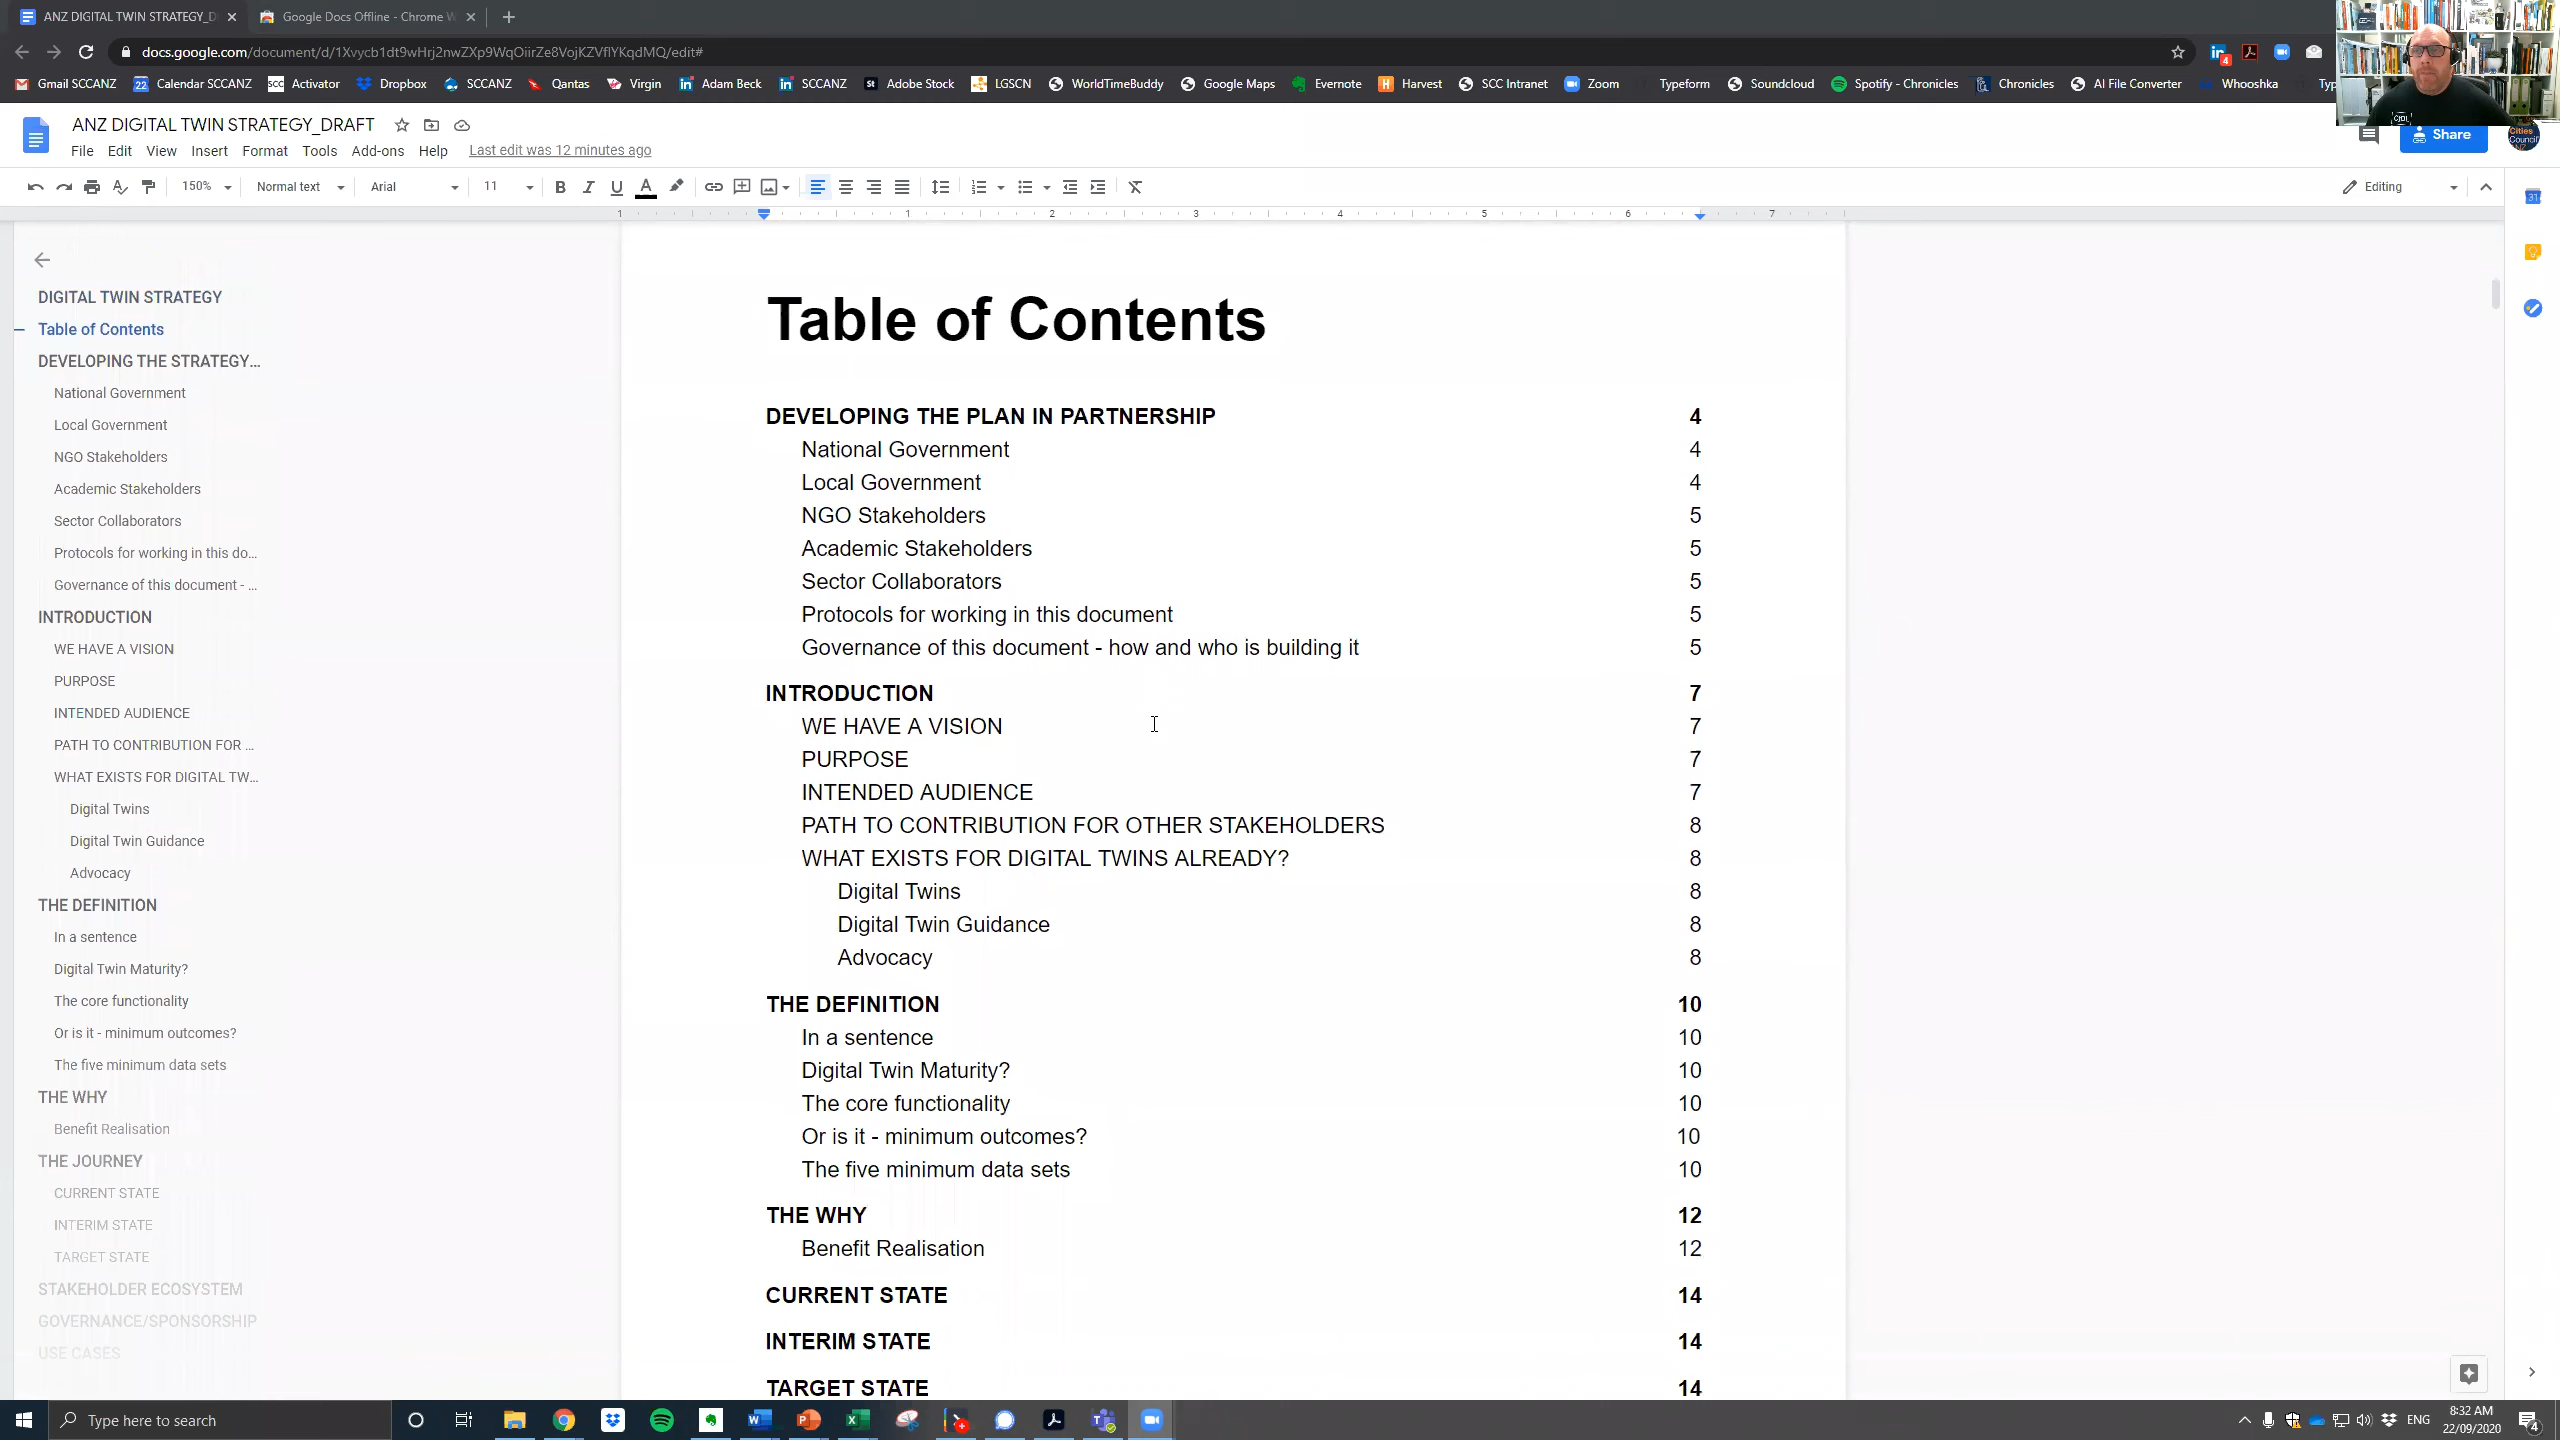 ANZ DIGITAL TWIN STRATEGY_D
Google Docs Offline - Chrome W
docs.google.com/document/d/1Xvycb1dt9wHrj2nwZXp9WqOiirZe8VojKZVflYKqdMQ/edit#
Gmail SCCANZ Calendar SCCANZ Activator Dropbox SCCANZ Qantas Virgin Adam Beck SCCANZ Adobe Stock LGSCN WorldTimeBuddy Google Maps Evernote Harvest SCC Intranet Zoom Typeform Soundcloud Spotify - Chronicles Chronicles AI File Converter Whooshka Typ
ANZ DIGITAL TWIN STRATEGY_DRAFT
File Edit View Insert Format Tools Add-ons Help Last edit was 12 minutes ago
Share
150% Normal text Arial 11 Editing
1 1 2 3 4 5 6 7
DIGITAL TWIN STRATEGY
Table of Contents
DEVELOPING THE STRATEGY...
National Government
Local Government
NGO Stakeholders
Academic Stakeholders
Sector Collaborators
Protocols for working in this do...
Governance of this document - ...
INTRODUCTION
WE HAVE A VISION
PURPOSE
INTENDED AUDIENCE
PATH TO CONTRIBUTION FOR ...
WHAT EXISTS FOR DIGITAL TW...
Digital Twins
Digital Twin Guidance
Advocacy
THE DEFINITION
In a sentence
Digital Twin Maturity?
The core functionality
Or is it - minimum outcomes?
The five minimum data sets
THE WHY
Benefit Realisation
THE JOURNEY
CURRENT STATE
INTERIM STATE
TARGET STATE
STAKEHOLDER ECOSYSTEM
GOVERNANCE/SPONSORSHIP
USE CASES
Table of Contents
DEVELOPING THE PLAN IN PARTNERSHIP 4
National Government 4
Local Government 4
NGO Stakeholders 5
Academic Stakeholders 5
Sector Collaborators 5
Protocols for working in this document 5
Governance of this document - how and who is building it 5
INTRODUCTION 7
WE HAVE A VISION 7
PURPOSE 7
INTENDED AUDIENCE 7
PATH TO CONTRIBUTION FOR OTHER STAKEHOLDERS 8
WHAT EXISTS FOR DIGITAL TWINS ALREADY? 8
Digital Twins 8
Digital Twin Guidance 8
Advocacy 8
THE DEFINITION 10
In a sentence 10
Digital Twin Maturity? 10
The core functionality 10
Or is it - minimum outcomes? 10
The five minimum data sets 10
THE WHY 12
Benefit Realisation 12
CURRENT STATE 14
INTERIM STATE 14
TARGET STATE 14
Type here to search
ENG
8:32 AM
22/09/2020